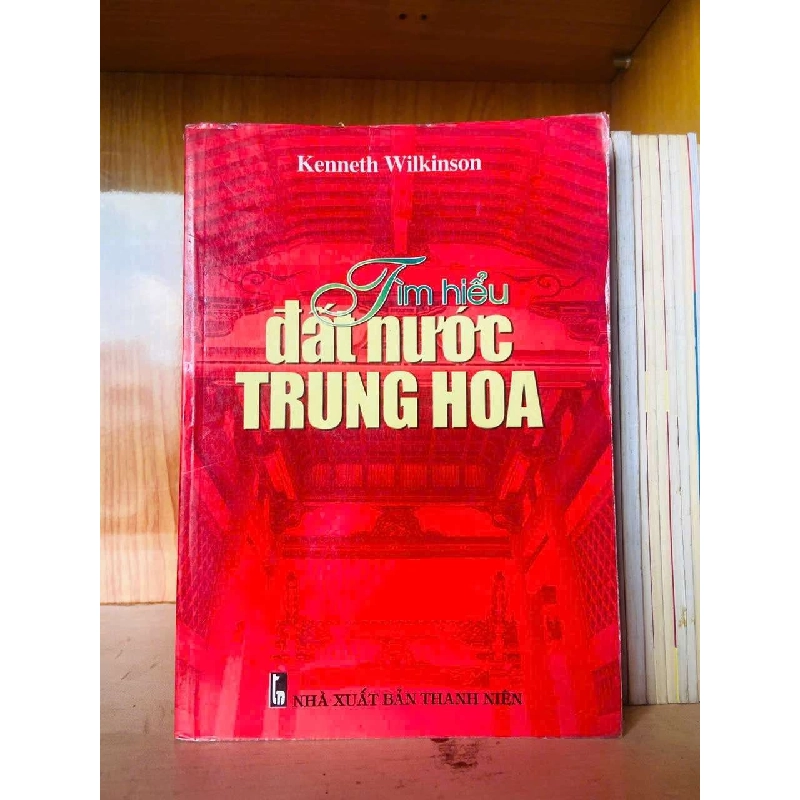 Kenneth Wilkinson
Tìm hiểu
đất nước
TRUNG HOA
NHÀ XUẤT BẢN THANH NIÊN